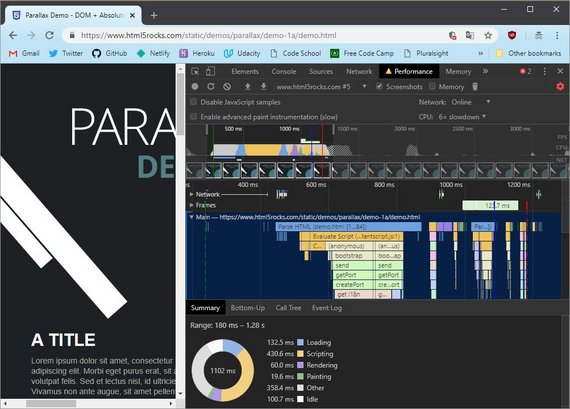 Parallax Demo - DOM + Absolut
https://www.html5rocks.com/static/demos/parallax/demo-1a/demo.html
Gmail Twitter GitHub Netlify Heroku Udacity Code School Free Code Camp Pluralsight » Other bookmarks
PARA
DE
A TITLE
Lorem ipsum dolor sit amet, consectetur
adipiscing elit. Morbi eget purus erat, sit a
volutpat felis. Sed et lectus nisl, id ultricie
Vivamus non ante augue, sit amet pellen
Elements Console Sources Network Performance Memory » 2
www.html5rocks.com #5 Screenshots Memory
Disable JavaScript samples Network: Online
Enable advanced paint instrumentation (slow) CPU: 6× slowdown
500 ms 1000 ms 1500 ms 2000 ms 2500 ms 3000 ms
FPS
CPU
NET
400 ms 600 ms 800 ms 1000 ms 1200 ms
Network
Frames 123.7 ms
Main — https://www.html5rocks.com/static/demos/parallax/demo-1a/demo.html
Parse HTML (demo.html [1...84]) Par...])
Evaluate Script (...tentscript.js:1)
C... (anonymous) (an...us)
bootstrap boo...ap
send send
getPort getPort
createPort cre...ort
get i18n g...]
Summary Bottom-Up Call Tree Event Log
Range: 180 ms – 1.28 s
1102 ms
132.5 ms Loading
430.6 ms Scripting
60.0 ms Rendering
19.6 ms Painting
358.4 ms Other
100.7 ms Idle